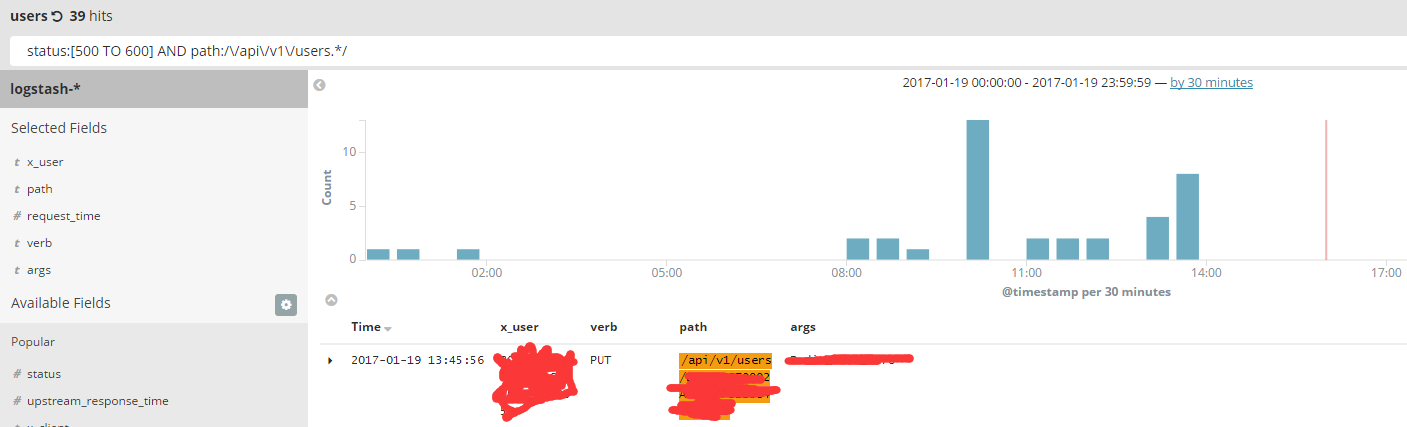 users 39 hits
status:[500 TO 600] AND path:/\/api\/v1\/users.*/
logstash-*
2017-01-19 00:00:00 - 2017-01-19 23:59:59 — by 30 minutes
Selected Fields
t x_user
t path
# request_time
t verb
t args
Available Fields
Popular
t status
# upstream_response_time
Count
10
5
0
02:00
05:00
08:00
11:00
14:00
17:00
@timestamp per 30 minutes
Time x_user verb path args
2017-01-19 13:45:56 PUT /api/v1/users